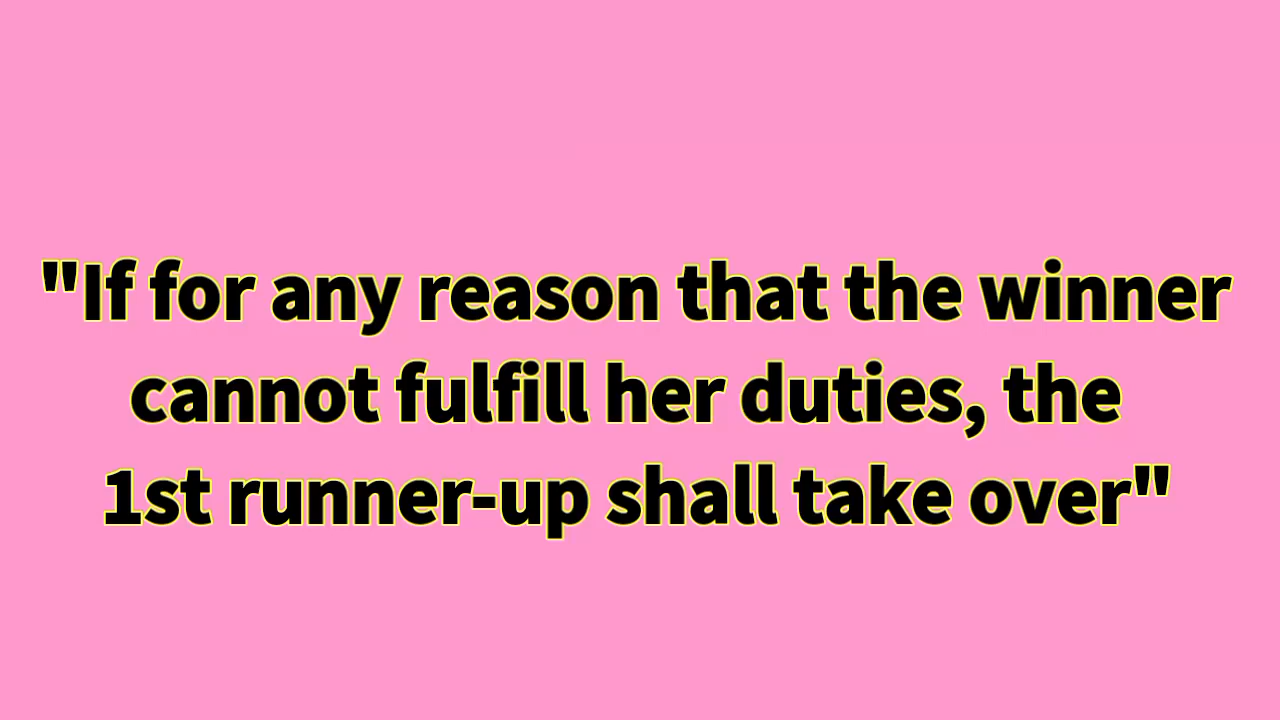 "If for any reason that the winner
cannot fulfill her duties, the
1st runner-up shall take over"